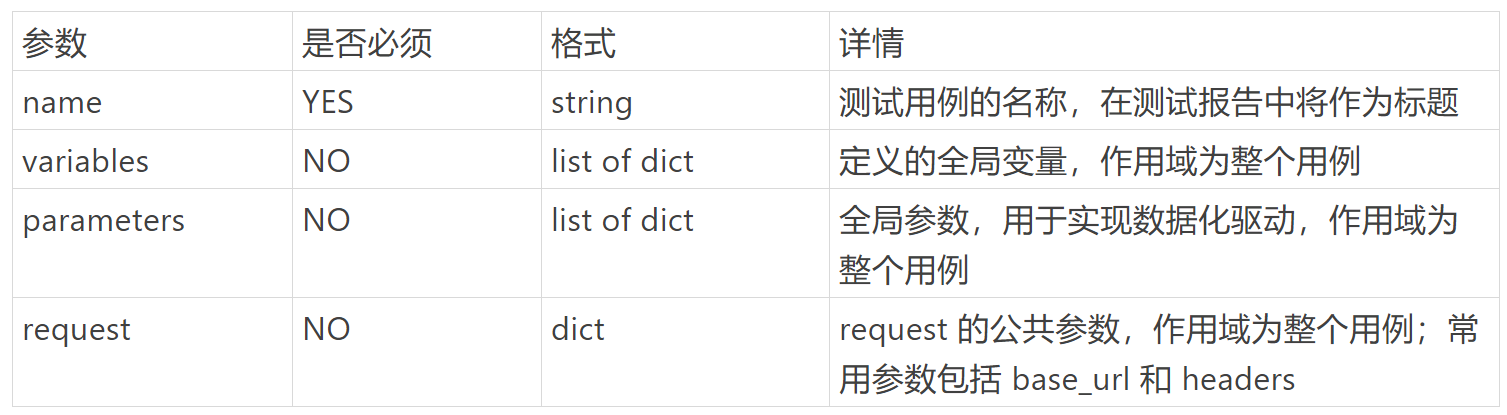 参数 是否必须 格式 详情
name YES string 测试用例的名称，在测试报告中将作为标题
variables NO list of dict 定义的全局变量，作用域为整个用例
parameters NO list of dict 全局参数，用于实现数据化驱动，作用域为
整个用例
request NO dict request 的公共参数，作用域为整个用例；常
用参数包括 base_url 和 headers